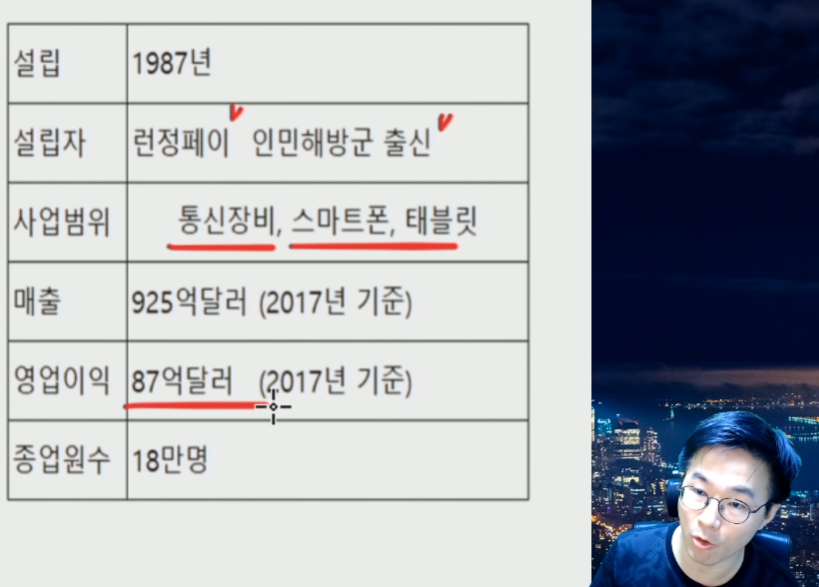 설립 1987년
설립자 런정페이 인민해방군 출신
사업범위 통신장비, 스마트폰, 태블릿
매출 925억달러 (2017년 기준)
영업이익 87억달러 (2017년 기준)
종업원수 18만명